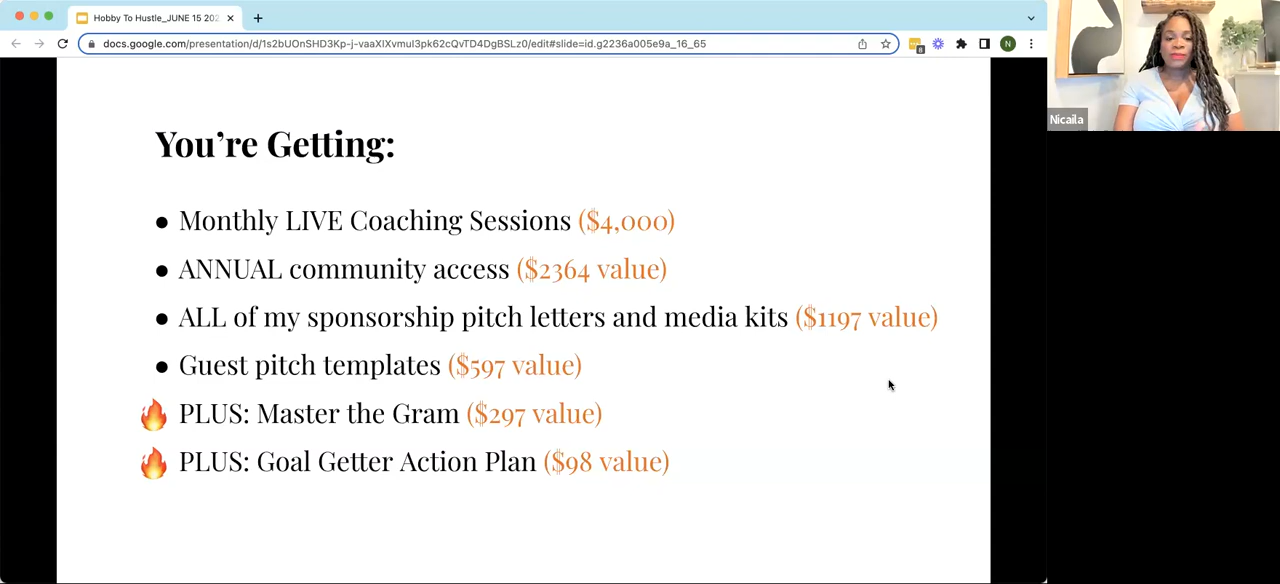 Hobby To Hustle_JUNE 15 202
docs.google.com/presentation/d/1s2bUOnSHD3Kp-j-vaaXIXvmuI3pk62cQvTD4DgBSLz0/edit#slide=id.g2236a005e9a_16_65
8
N
Nicaila
You’re Getting:
● Monthly LIVE Coaching Sessions ($4,000)
● ANNUAL community access ($2364 value)
● ALL of my sponsorship pitch letters and media kits ($1197 value)
● Guest pitch templates ($597 value)
🔥 PLUS: Master the Gram ($297 value)
🔥 PLUS: Goal Getter Action Plan ($98 value)